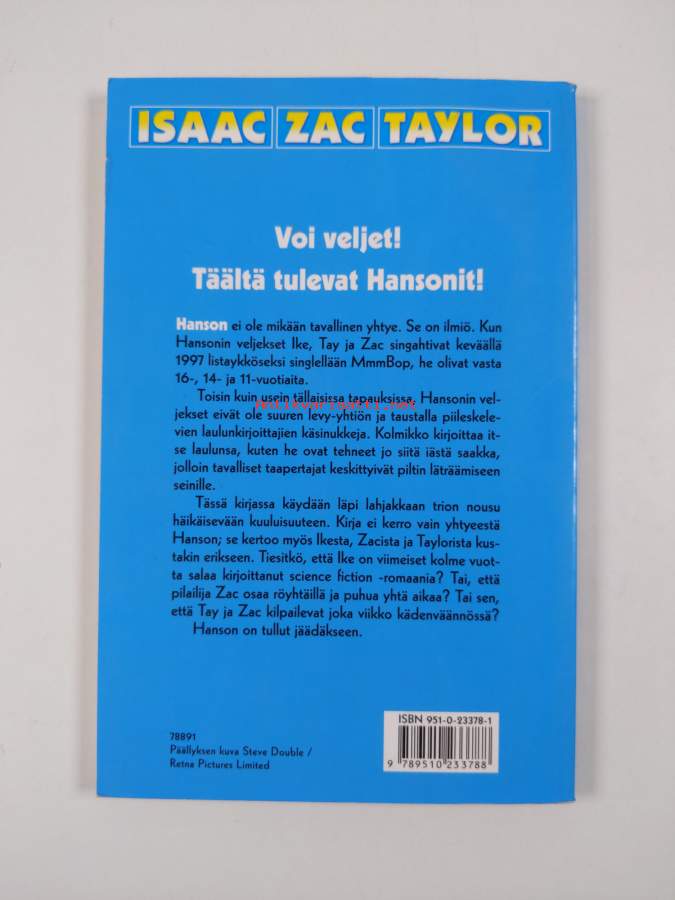 ISAAC ZAC TAYLOR
Voi veljet!
Täältä tulevat Hansonit!
Hanson ei ole mikään tavallinen yhtye. Se on ilmiö. Kun
Hansonin veljekset Ike, Tay ja Zac singahtivat keväällä
1997 listaykköseksi singlellään MmmBop, he olivat vasta
16-, 14- ja 11-vuotiaita.
Toisin kuin usein tällaisissa tapauksissa, Hansonin vel-
jekset eivät ole suuren levy-yhtiön ja taustalla piileskele-
antikvariaatti.net
vien laulunkirjoittajien käsinukkeja. Kolmikko kirjoittaa it-
se laulunsa, kuten he ovat tehneet jo siitä iästä saakka,
jolloin tavalliset taapertajat keskittyivät piltin läträämiseen
seinille.
Tässä kirjassa käydään läpi lahjakkaan trion nousu
häikäisevään kuuluisuuteen. Kirja ei kerro vain yhtyeestä
Hanson; se kertoo myös Ikesta, Zacista ja Taylorista kus-
takin erikseen. Tiesitkö, että Ike on viimeiset kolme vuot-
ta salaa kirjoittanut science fiction -romaania? Tai, että
pilailija Zac osaa röyhtäillä ja puhua yhtä aikaa? Tai sen,
että Tay ja Zac kilpailevat joka viikko kädenväännössä?
Hanson on tullut jäädäkseen.
ISBN 951-0-23378-1
78891
Päällyksen kuva Steve Double /
Retna Pictures Limited
9 789510 233788